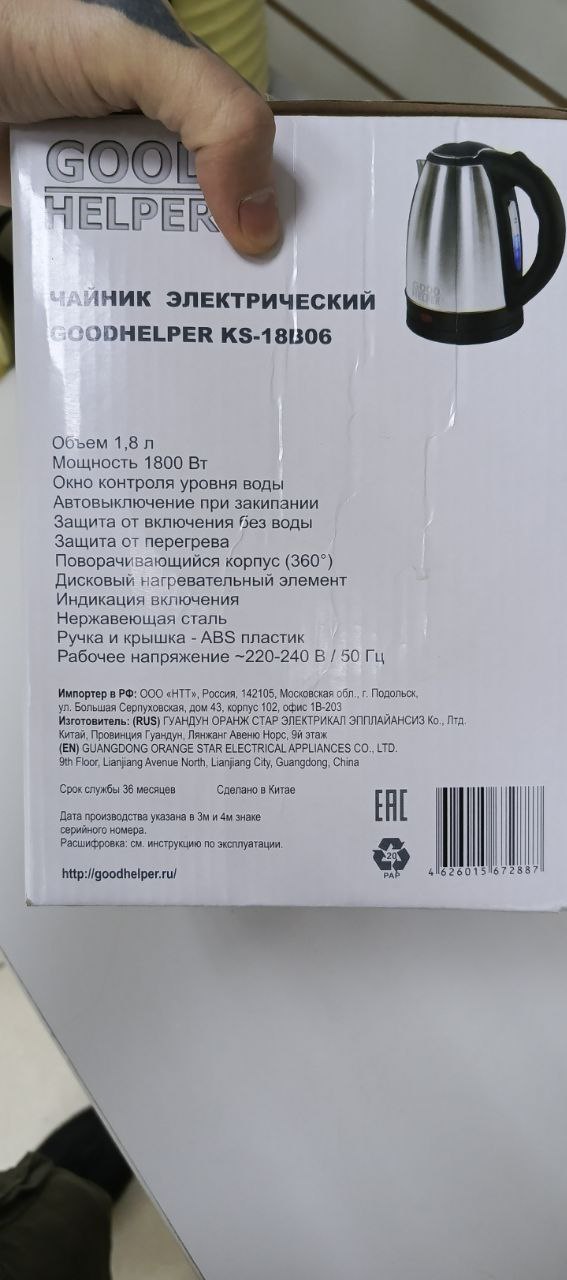 GOOD
HELPER
GOOD
HELPER
ЧАЙНИК ЭЛЕКТРИЧЕСКИЙ
GOODHELPER KS-18B06
Объем 1,8 л
Мощность 1800 Вт
Окно контроля уровня воды
Автовыключение при закипании
Защита от включения без воды
Защита от перегрева
Поворачивающийся корпус (360°)
Дисковый нагревательный элемент
Индикация включения
Нержавеющая сталь
Ручка и крышка - ABS пластик
Рабочее напряжение ~220-240 В / 50 Гц
Импортер в РФ: ООО «НТТ», Россия, 142105, Московская обл., г. Подольск,
ул. Большая Серпуховская, дом 43, корпус 102, офис 1В-203
Изготовитель: (RUS) ГУАНДУН ОРАНЖ СТАР ЭЛЕКТРИКАЛ ЭППЛАЙАНСИЗ Ко., Лтд.
Китай, Провинция Гуандун, Лянжанг Авеню Норс, 9й этаж
(EN) GUANGDONG ORANGE STAR ELECTRICAL APPLIANCES CO., LTD.
9th Floor, Lianjiang Avenue North, Lianjiang City, Guangdong, China
Срок службы 36 месяцев Сделано в Китае
Дата производства указана в 3м и 4м знаке
серийного номера.
Расшифровка: см. инструкцию по эксплуатации.
http://goodhelper.ru/
EAC
20
PAP
4 626015 672887